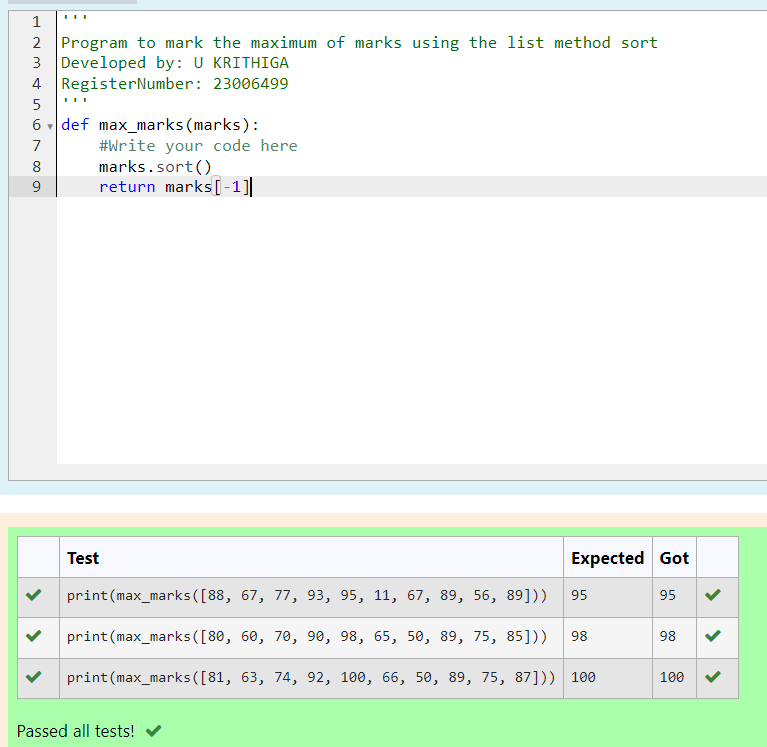 1 '''
2 Program to mark the maximum of marks using the list method sort
3 Developed by: U KRITHIGA
4 RegisterNumber: 23006499
5 '''
6 def max_marks(marks):
7     #Write your code here
8     marks.sort()
9     return marks[-1]
Test Expected Got
print(max_marks([88, 67, 77, 93, 95, 11, 67, 89, 56, 89])) 95 95
print(max_marks([80, 60, 70, 90, 98, 65, 50, 89, 75, 85])) 98 98
print(max_marks([81, 63, 74, 92, 100, 66, 50, 89, 75, 87])) 100 100
Passed all tests!